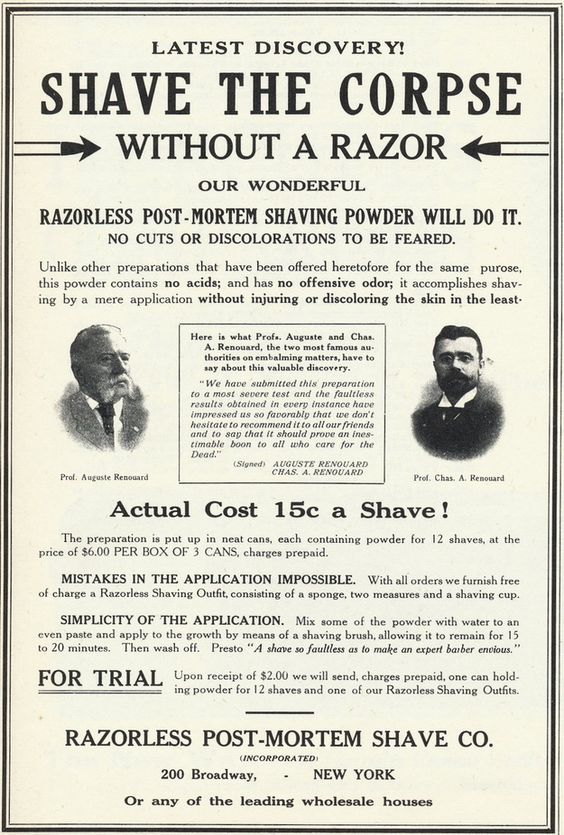 LATEST DISCOVERY!
SHAVE THE CORPSE
WITHOUT A RAZOR
OUR WONDERFUL
RAZORLESS POST-MORTEM SHAVING POWDER WILL DO IT.
NO CUTS OR DISCOLORATIONS TO BE FEARED.
Unlike other preparations that have been offered heretofore for the same purose,
this powder contains no acids; and has no offensive odor; it accomplishes shav-
ing by a mere application without injuring or discoloring the skin in the least-
Here is what Profs. Auguste and Chas.
A. Renouard, the two most famous au-
thorities on embalming matters, have to
say about this valuable discovery.
"We have submitted this preparation
to a most severe test and the faultless
results obtained in every instance have
impressed us so favorably that we don't
hesitate to recommend it to all our friends
and to say that it should prove an ines-
timable boon to all who care for the
Dead."
(Signed) AUGUSTE RENOUARD
CHAS. A. RENOUARD
Prof. Auguste Renouard
Prof. Chas. A. Renouard
Actual Cost 15c a Shave!
The preparation is put up in neat cans, each containing powder for 12 shaves, at the
price of $6.00 PER BOX OF 3 CANS, charges prepaid.
MISTAKES IN THE APPLICATION IMPOSSIBLE. With all orders we furnish free
of charge a Razorless Shaving Outfit, consisting of a sponge, two measures and a shaving cup.
SIMPLICITY OF THE APPLICATION. Mix some of the powder with water to an
even paste and apply to the growth by means of a shaving brush, allowing it to remain for 15
to 20 minutes. Then wash off. Presto "A shave so faultless as to make an expert barber envious."
FOR TRIAL
Upon receipt of $2.00 we will send, charges prepaid, one can hold-
ing powder for 12 shaves and one of our Razorless Shaving Outfits.
RAZORLESS POST-MORTEM SHAVE CO.
(INCORPORATED)
200 Broadway, - NEW YORK
Or any of the leading wholesale houses